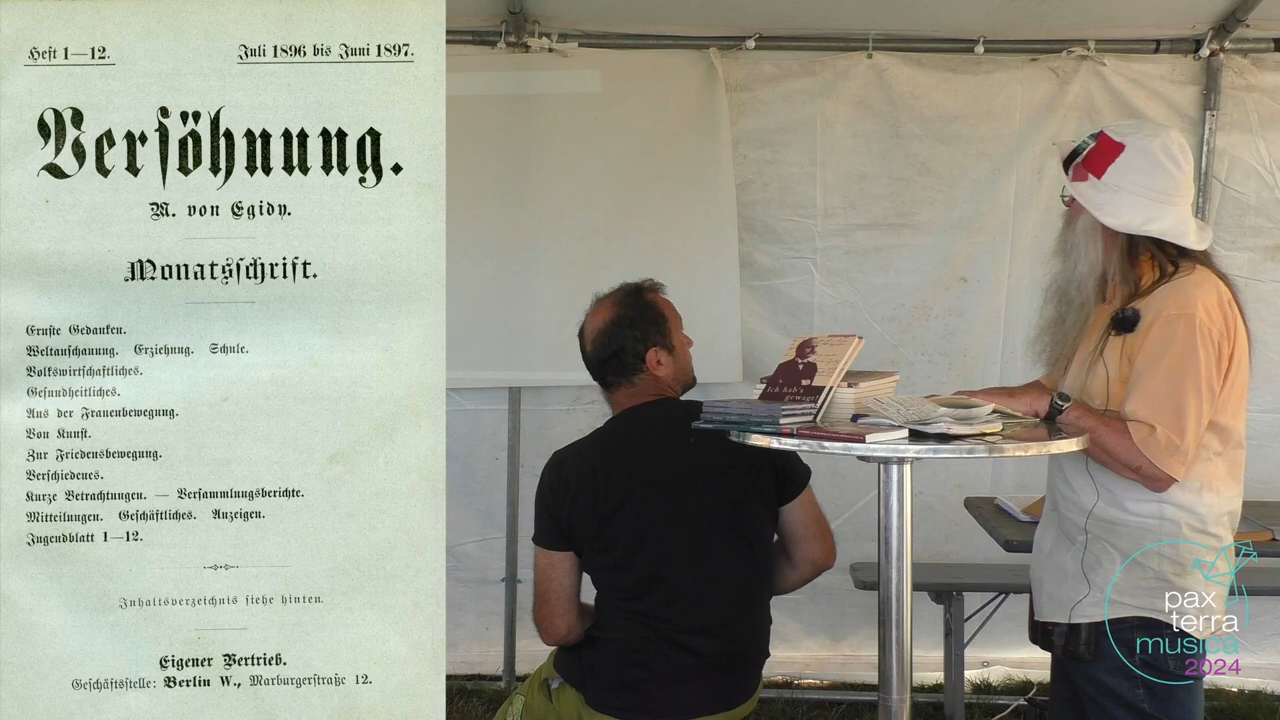 Heft 1—12.
Juli 1896 bis Juni 1897.
Versöhnung.
M. von Egidy.
Monatsschrift.
Ernste Gedanken.
Weltanschauung. Erziehung. Schule.
Volkswirtschaftliches.
Gesundheitliches.
Aus der Frauenbewegung.
Von Kunst.
Zur Friedensbewegung.
Verschiedenes.
Kurze Betrachtungen. — Versammlungsberichte.
Mitteilungen. Geschäftliches. Anzeigen.
Jugendblatt 1—12.
Inhaltsverzeichnis siehe hinten.
Eigener Vertrieb.
Geschäftsstelle: Berlin W., Marburgerstraße 12.
Ich hab's
gewagt!
pax
terra
musica
2024